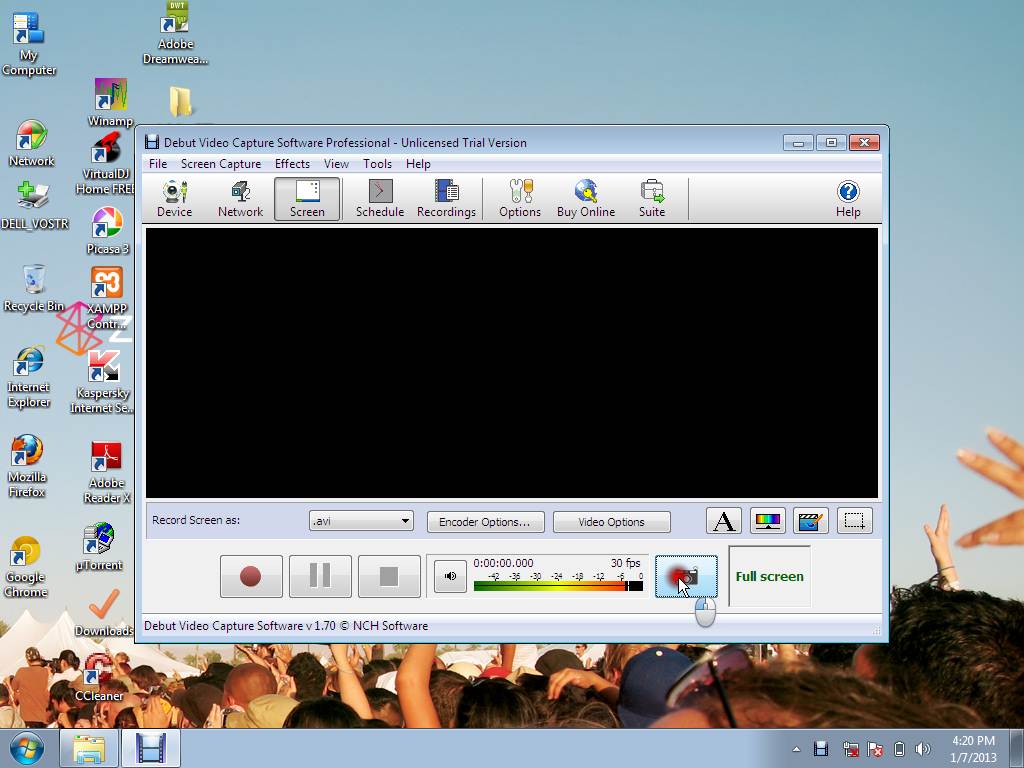 DWT
Adobe
Dreamwea...
My
Computer
Winamp
Network
VirtualDJ
Home FREE
DELL_VOSTR
Picasa 3
Recycle Bin
XAMPP
Contr...
Z
Internet
Explorer
Kaspersky
Internet Se...
Mozilla
Firefox
Adobe
Reader X
µTorrent
Google
Chrome
Downloads
CCleaner
Debut Video Capture Software Professional - Unlicensed Trial Version
File Screen Capture Effects View Tools Help
Device Network Screen Schedule Recordings Options Buy Online Suite Help
Record Screen as: .avi Encoder Options... Video Options A
0:00:00.000 30 fps
-42 -36 -30 -24 -18 -12 -6 0
Full screen
Debut Video Capture Software v 1.70 © NCH Software
4:20 PM
1/7/2013